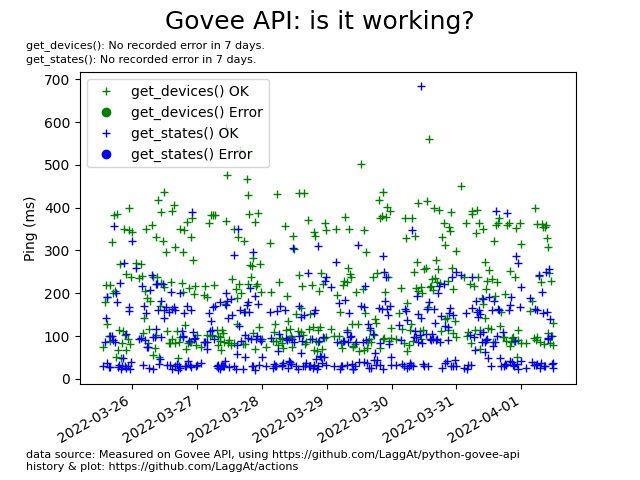 Govee API: is it working?
get_devices(): No recorded error in 7 days.
get_states(): No recorded error in 7 days.
700
600
500
400
300
200
100
0
Ping (ms)
get_devices() OK
get_devices() Error
get_states() OK
get_states() Error
2022-03-26
2022-03-27
2022-03-28
2022-03-29
2022-03-30
2022-03-31
2022-04-01
data source: Measured on Govee API, using https://github.com/LaggAt/python-govee-api
history & plot: https://github.com/LaggAt/actions